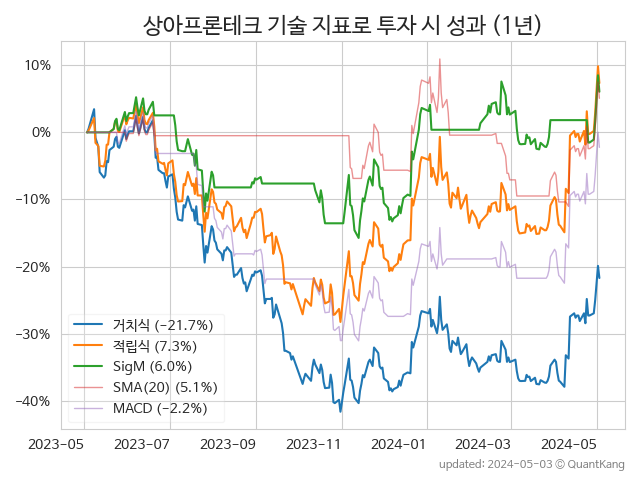 상아프론테크 기술 지표로 투자 시 성과 (1년)
10%
0%
−10%
−20%
−30%
−40%
거치식 (−21.7%)
적립식 (7.3%)
SigM (6.0%)
SMA(20) (5.1%)
MACD (−2.2%)
2023-05 2023-07 2023-09 2023-11 2024-01 2024-03 2024-05
updated: 2024-05-03 © QuantKang